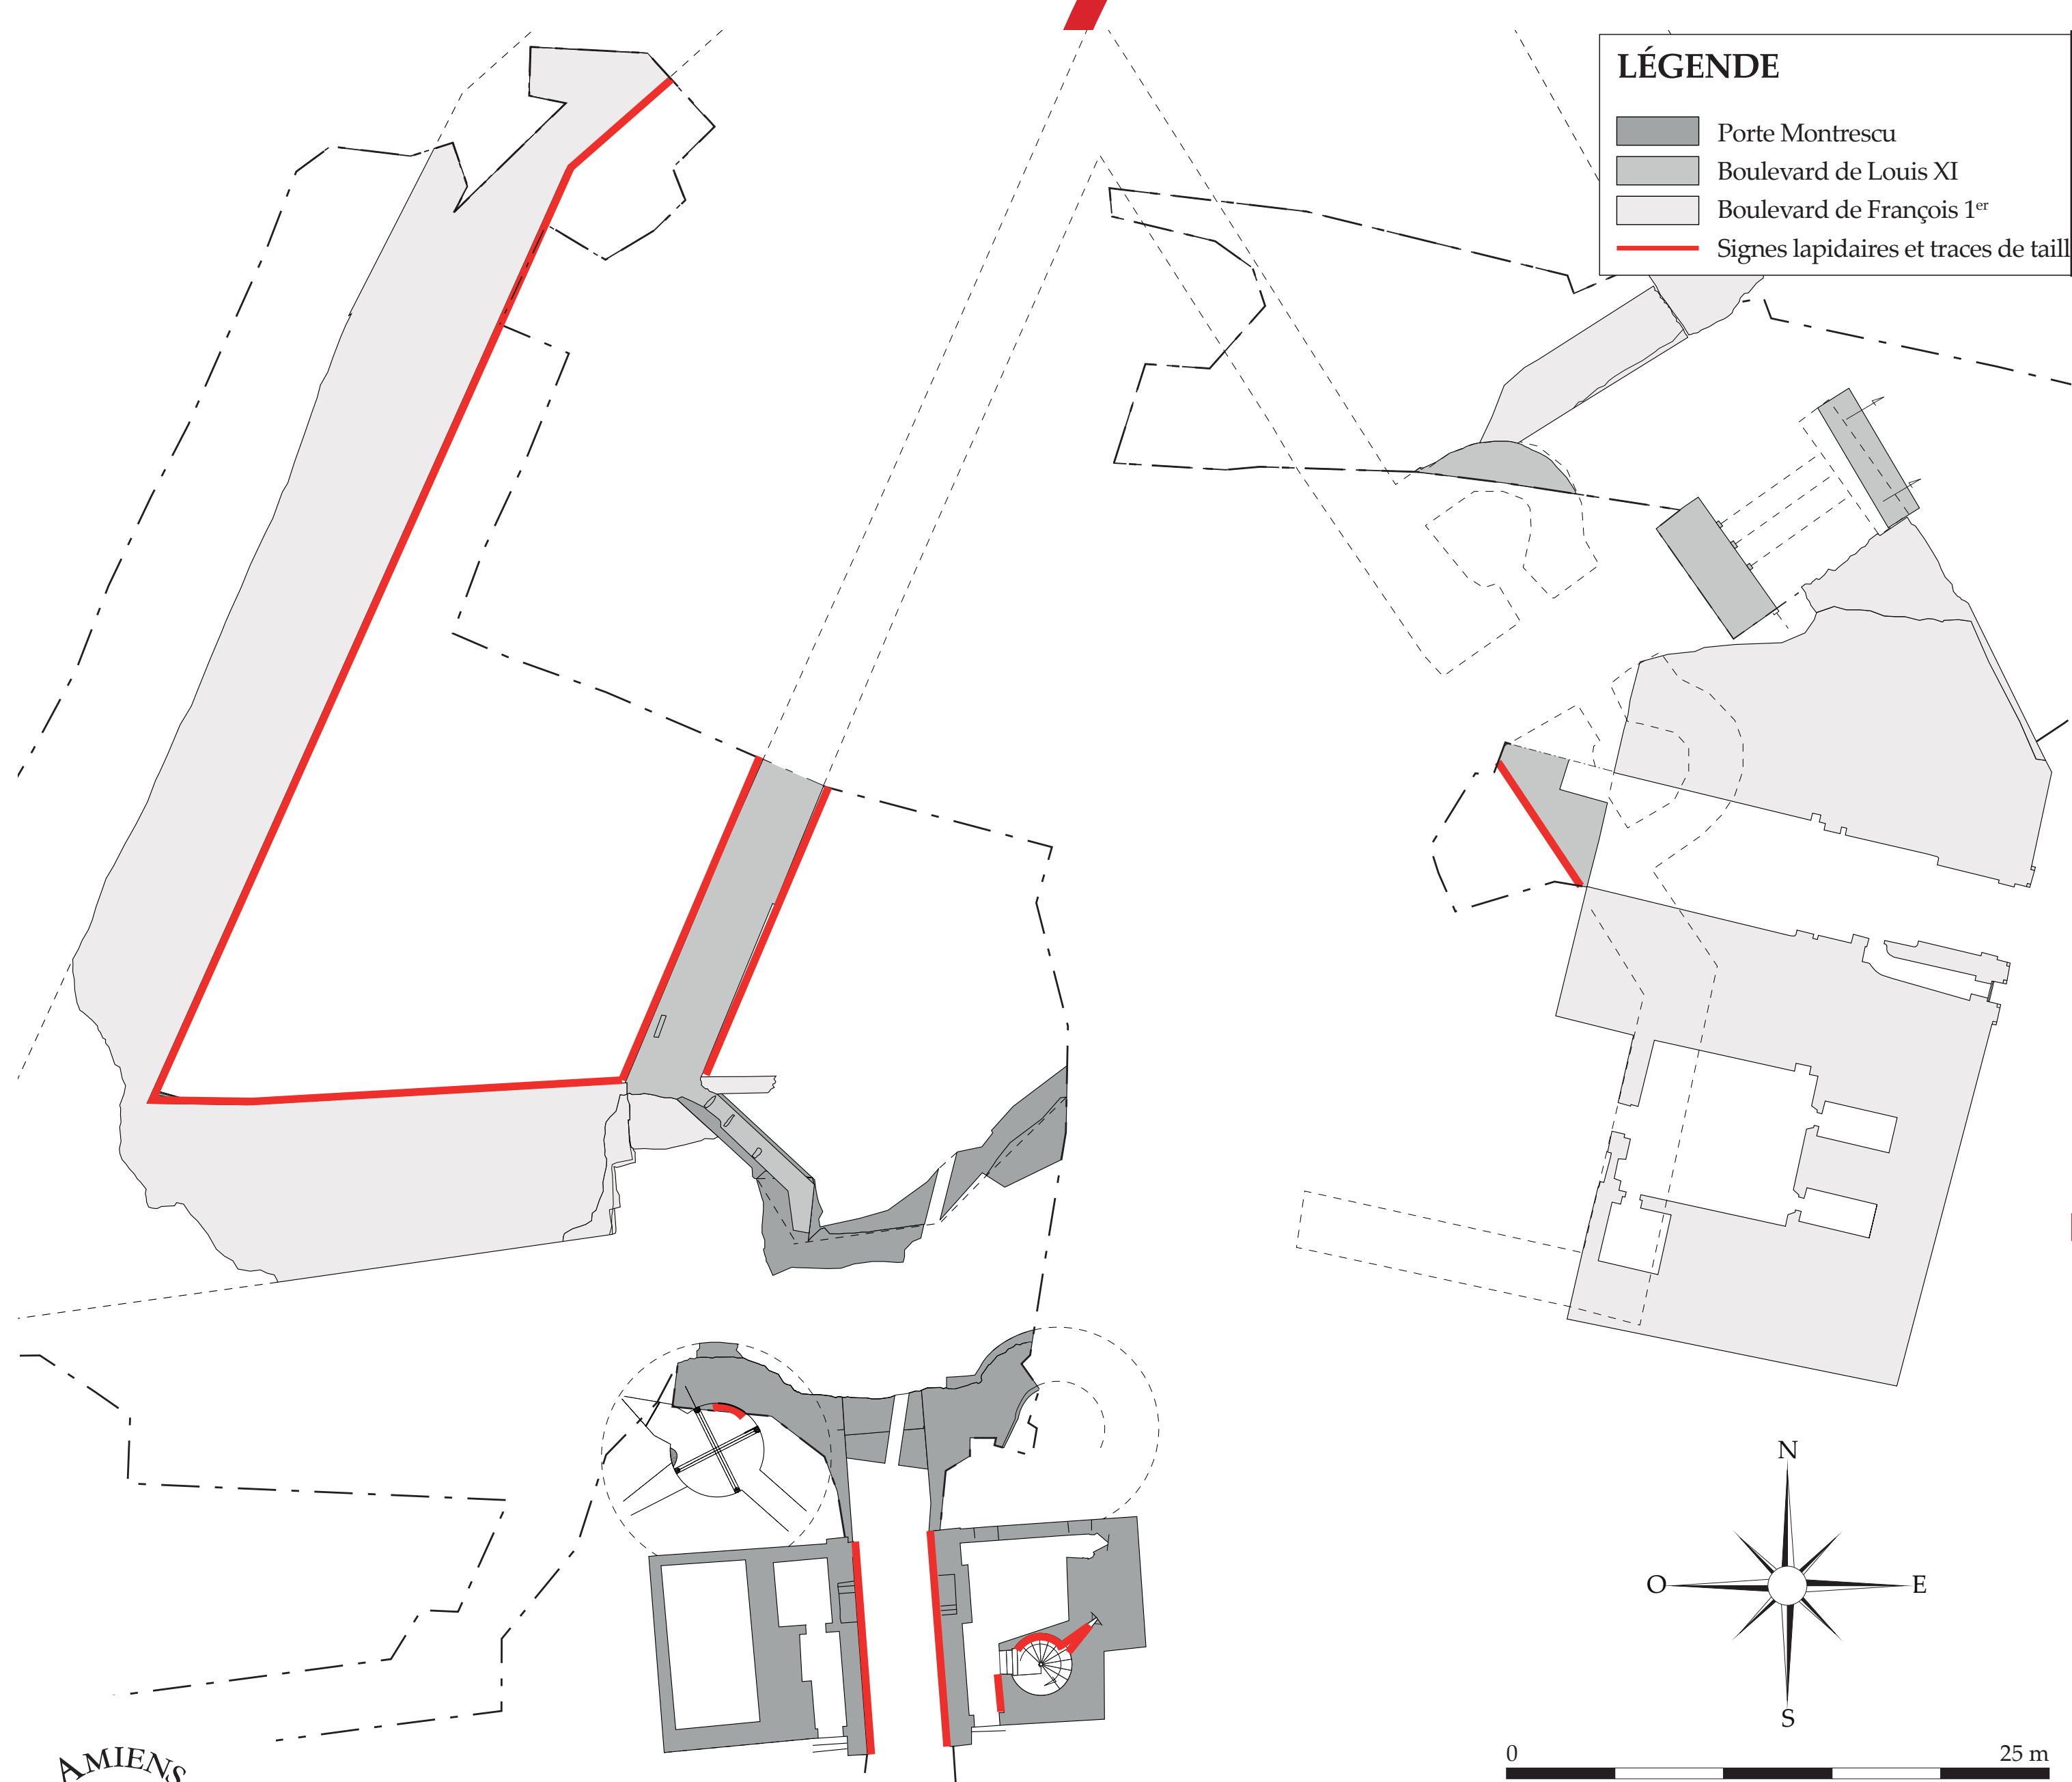 LÉGENDE
Porte Montrescu
Boulevard de Louis XI
Boulevard de François 1er
Signes lapidaires et traces de taill
N
O
E
S
0
25 m
AMIENS